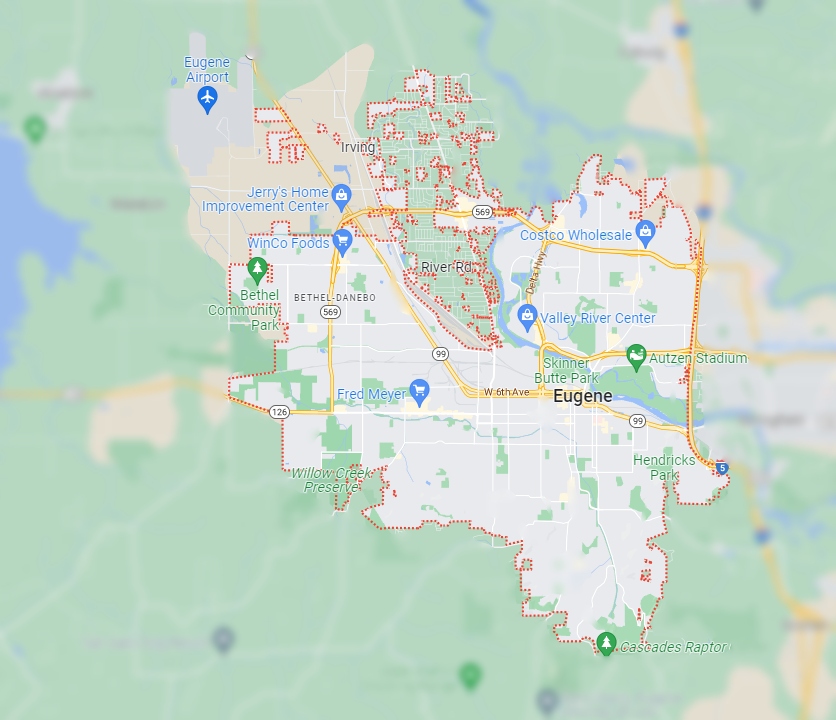 Eugene
Airport
Irving
Jerry's Home
Improvement Center
569
WinCo Foods
Costco Wholesale
River Rd
Delta Hwy
Bethel
Community
Park
BETHEL-DANEBO
569
Valley River Center
99
Skinner
Butte Park
Autzen Stadium
Fred Meyer
W 6th Ave
Eugene
126
99
Hendricks
Park
5
Willow Creek
Preserve
Cascades Raptor